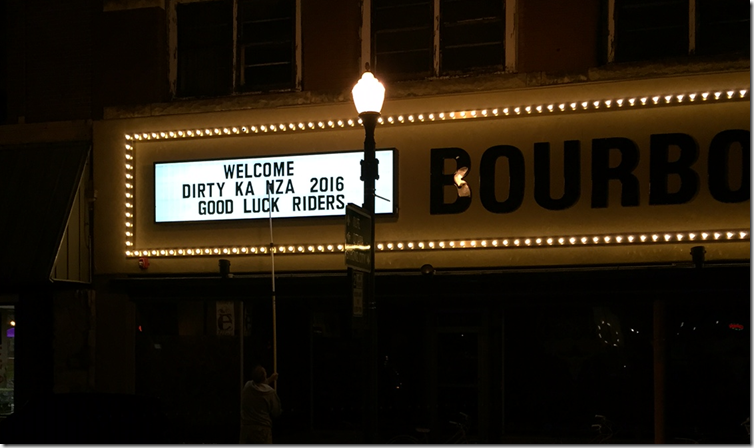 WELCOME
DIRTY KA NZA 2016
GOOD LUCK RIDERS
BOURBO